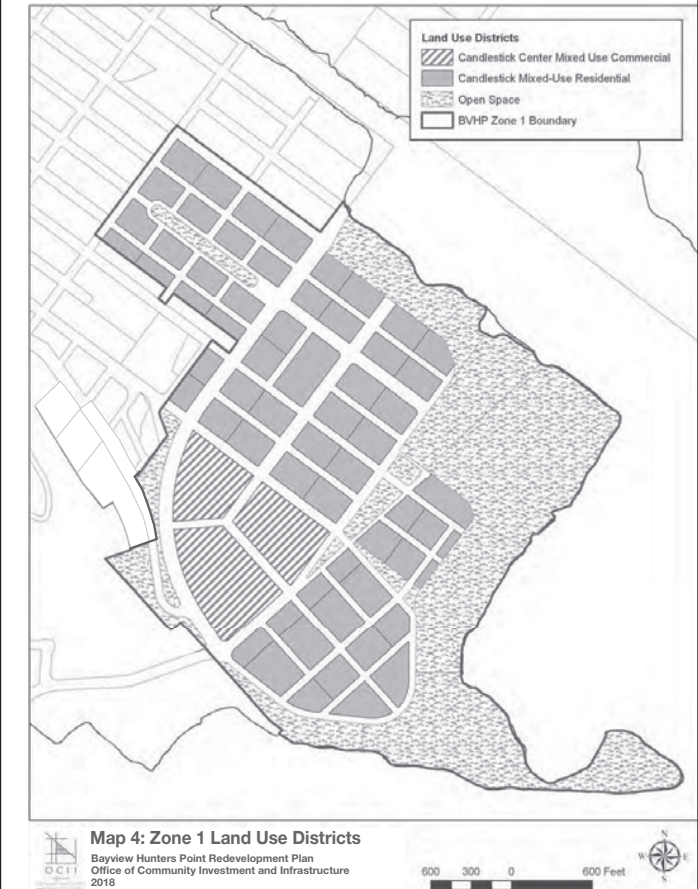 Land Use Districts
Candlestick Center Mixed Use Commercial
Candlestick Mixed-Use Residential
Open Space
BVHP Zone 1 Boundary
OCII
Map 4: Zone 1 Land Use Districts
Bayview Hunters Point Redevelopment Plan
Office of Community Investment and Infrastructure
2018
600 300 0 600 Feet
N
W E
S